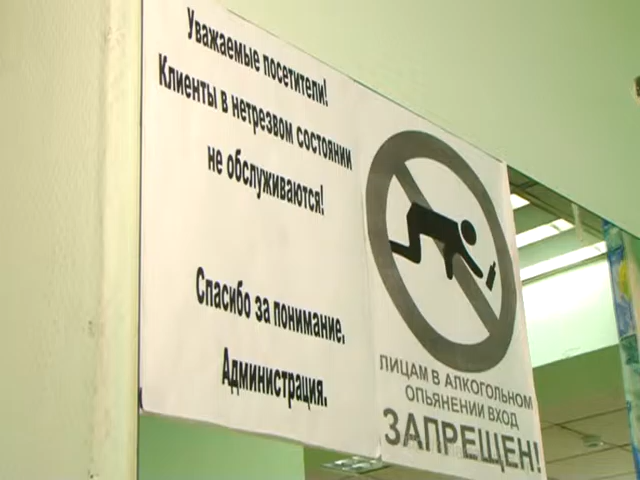 Уважаемые посетители!
Клиенты в нетрезвом состоянии
не обслуживаются!
Спасибо за понимание.
Администрация.
ЛИЦАМ В АЛКОГОЛЬНОМ
ОПЬЯНЕНИИ ВХОД
ЗАПРЕЩЕН!